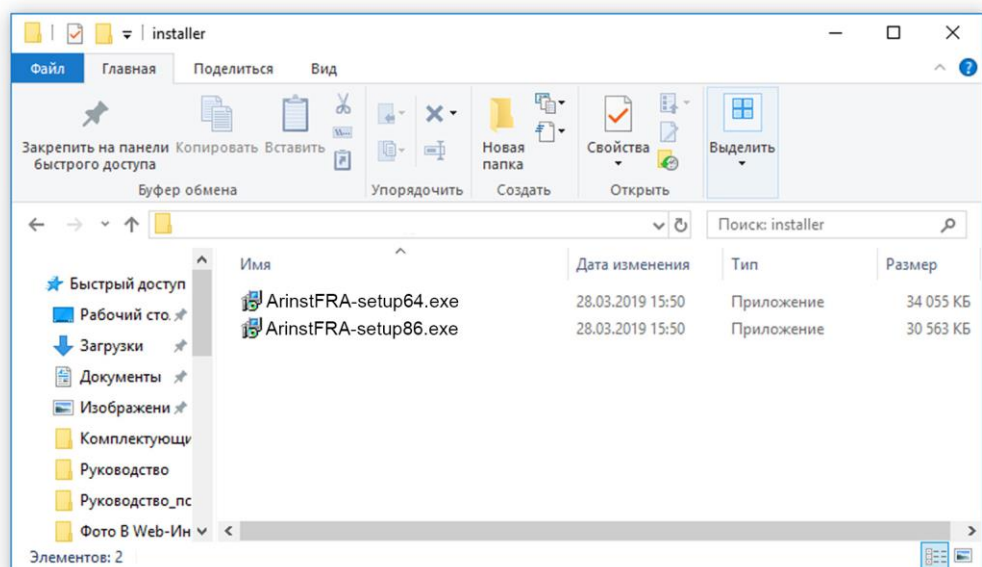 installer
Файл Главная Поделиться Вид
Закрепить на панели быстрого доступа
Копировать
Вставить
Новая папка
Свойства
Выделить
Буфер обмена Упорядочить Создать Открыть
Поиск: installer
Имя Дата изменения Тип Размер
Быстрый доступ
Рабочий сто.
Загрузки
Документы
Изображени
Комплектующи
Руководство
Руководство_пс
Фото В Web-Ин
ArinstFRA-setup64.exe 28.03.2019 15:50 Приложение 34 055 КБ
ArinstFRA-setup86.exe 28.03.2019 15:50 Приложение 30 563 КБ
Элементов: 2